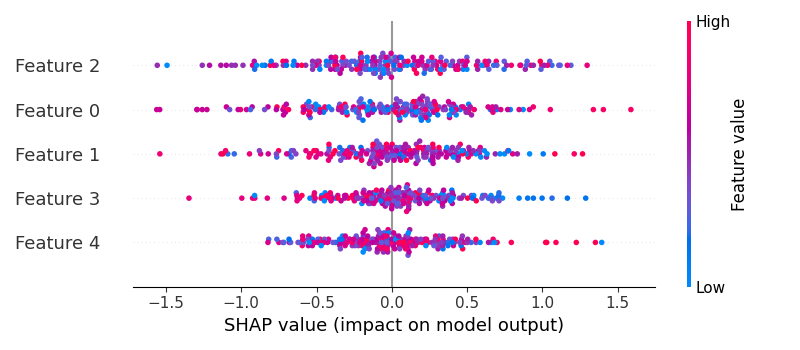 High
Feature 2
Feature 0
Feature 1
Feature 3
Feature 4
Feature value
Low
−1.5 −1.0 −0.5 0.0 0.5 1.0 1.5
SHAP value (impact on model output)